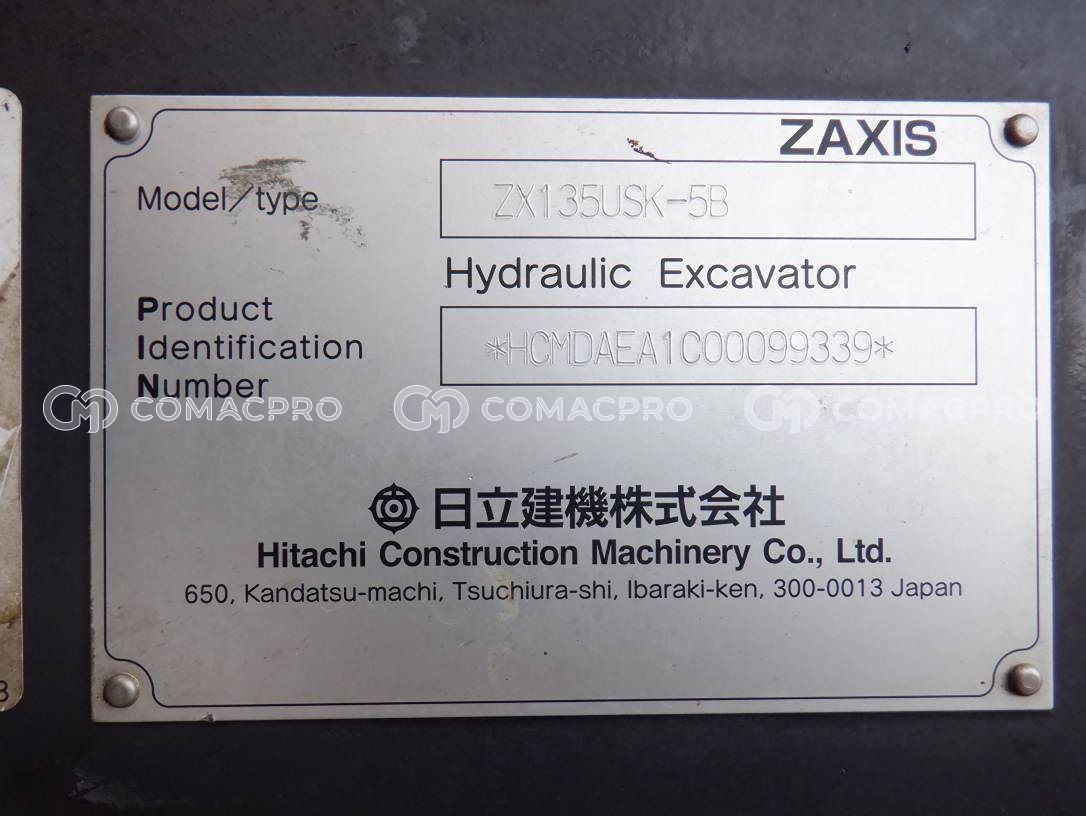 ZAXIS
Model/type
ZX135USK-5B
Hydraulic Excavator
Product
Identification
Number
*HCMDAEA1C00099339*
COMACPRO COMACPRO COMACPRO
日立建機株式会社
Hitachi Construction Machinery Co., Ltd.
650, Kandatsu-machi, Tsuchiura-shi, Ibaraki-ken, 300-0013 Japan